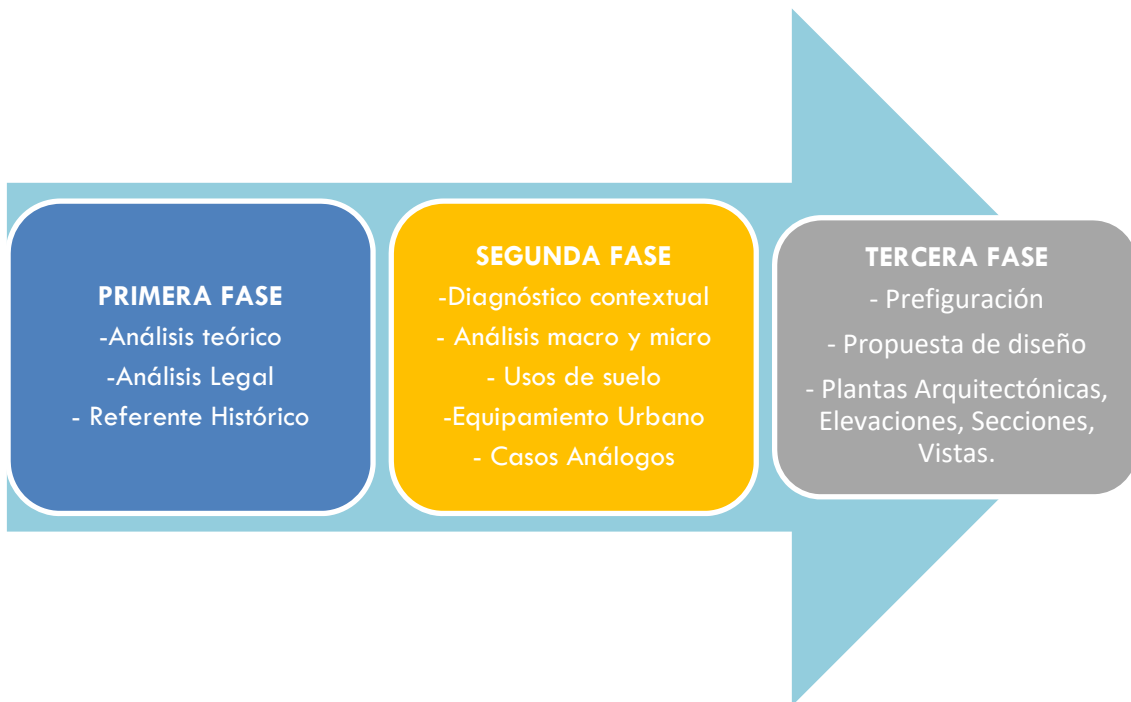 PRIMERA FASE
-Análisis teórico
-Análisis Legal
- Referente Histórico
SEGUNDA FASE
-Diagnóstico contextual
- Análisis macro y micro
- Usos de suelo
-Equipamiento Urbano
- Casos Análogos
TERCERA FASE
- Prefiguración
- Propuesta de diseño
- Plantas Arquitectónicas,
Elevaciones, Secciones,
Vistas.